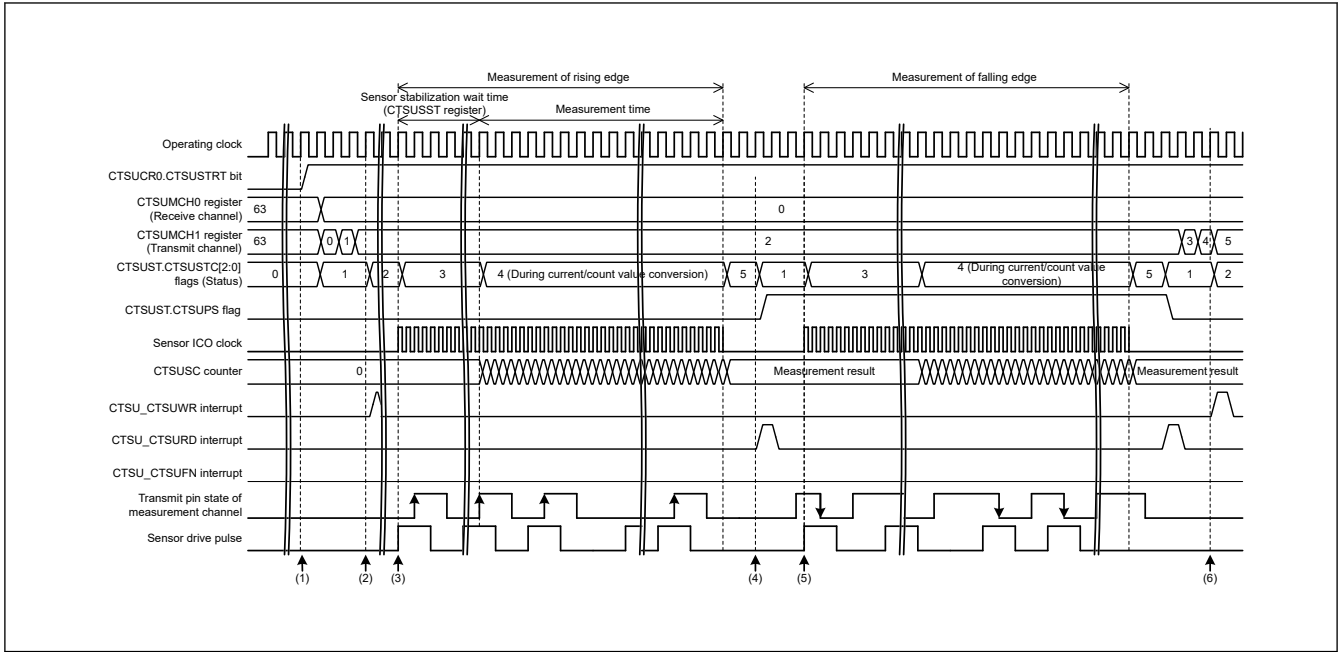 Measurement of rising edge
Measurement of falling edge
Sensor stabilization wait time
(CTSUSST register)
Measurement time
Operating clock
CTSUCR0.CTSUSTRT bit
CTSUMCH0 register
(Receive channel)
63
0
CTSUMCH1 register
(Transmit channel)
63
0
1
2
3
4
5
CTSUST.CTSUSTC[2:0]
flags (Status)
0
1
2
3
4 (During current/count value conversion)
5
1
3
4 (During current/count value
conversion)
5
1
2
CTSUST.CTSUPS flag
Sensor ICO clock
CTSUSC counter
0
Measurement result
Measurement result
CTSU_CTSUWR interrupt
CTSU_CTSURD interrupt
CTSU_CTSUFN interrupt
Transmit pin state of
measurement channel
Sensor drive pulse
(1)
(2)
(3)
(4)
(5)
(6)